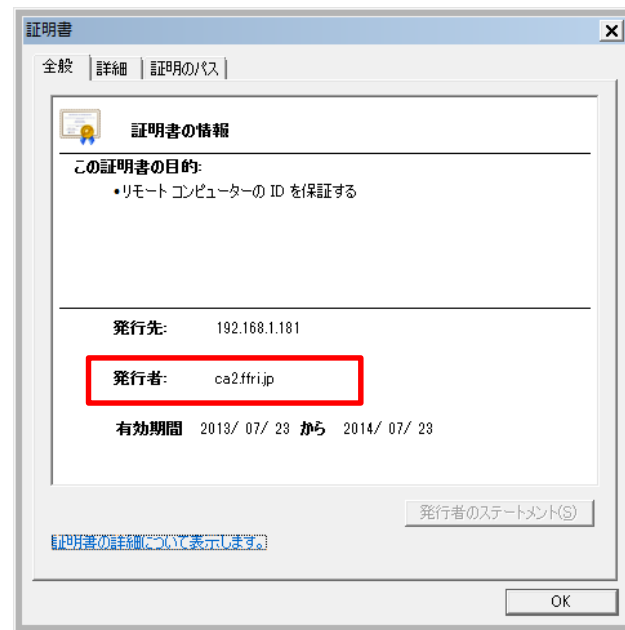 証明書
全般 詳細 証明のパス
証明書の情報
この証明書の目的:
•リモート コンピューターの ID を保証する
発行先: 192.168.1.181
発行者: ca2.ffri.jp
有効期間 2013/ 07/ 23 から 2014/ 07/ 23
発行者のステートメント(S)
証明書の詳細について表示します。
OK